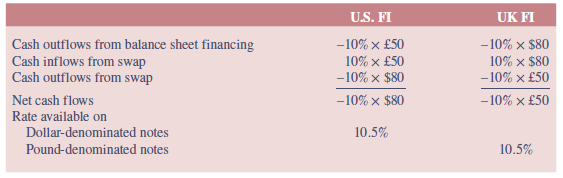 U.S. FI UK FI
Cash outflows from balance sheet financing −10% × £50 −10% × $80
Cash inflows from swap 10% × £50 10% × $80
Cash outflows from swap −10% × $80 −10% × £50
Net cash flows −10% × $80 −10% × £50
Rate available on
Dollar-denominated notes 10.5%
Pound-denominated notes 10.5%